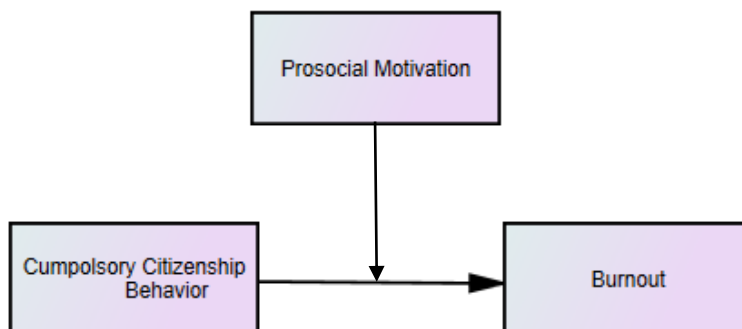 Prosocial Motivation
Cumpolsory Citizenship
Behavior
Burnout